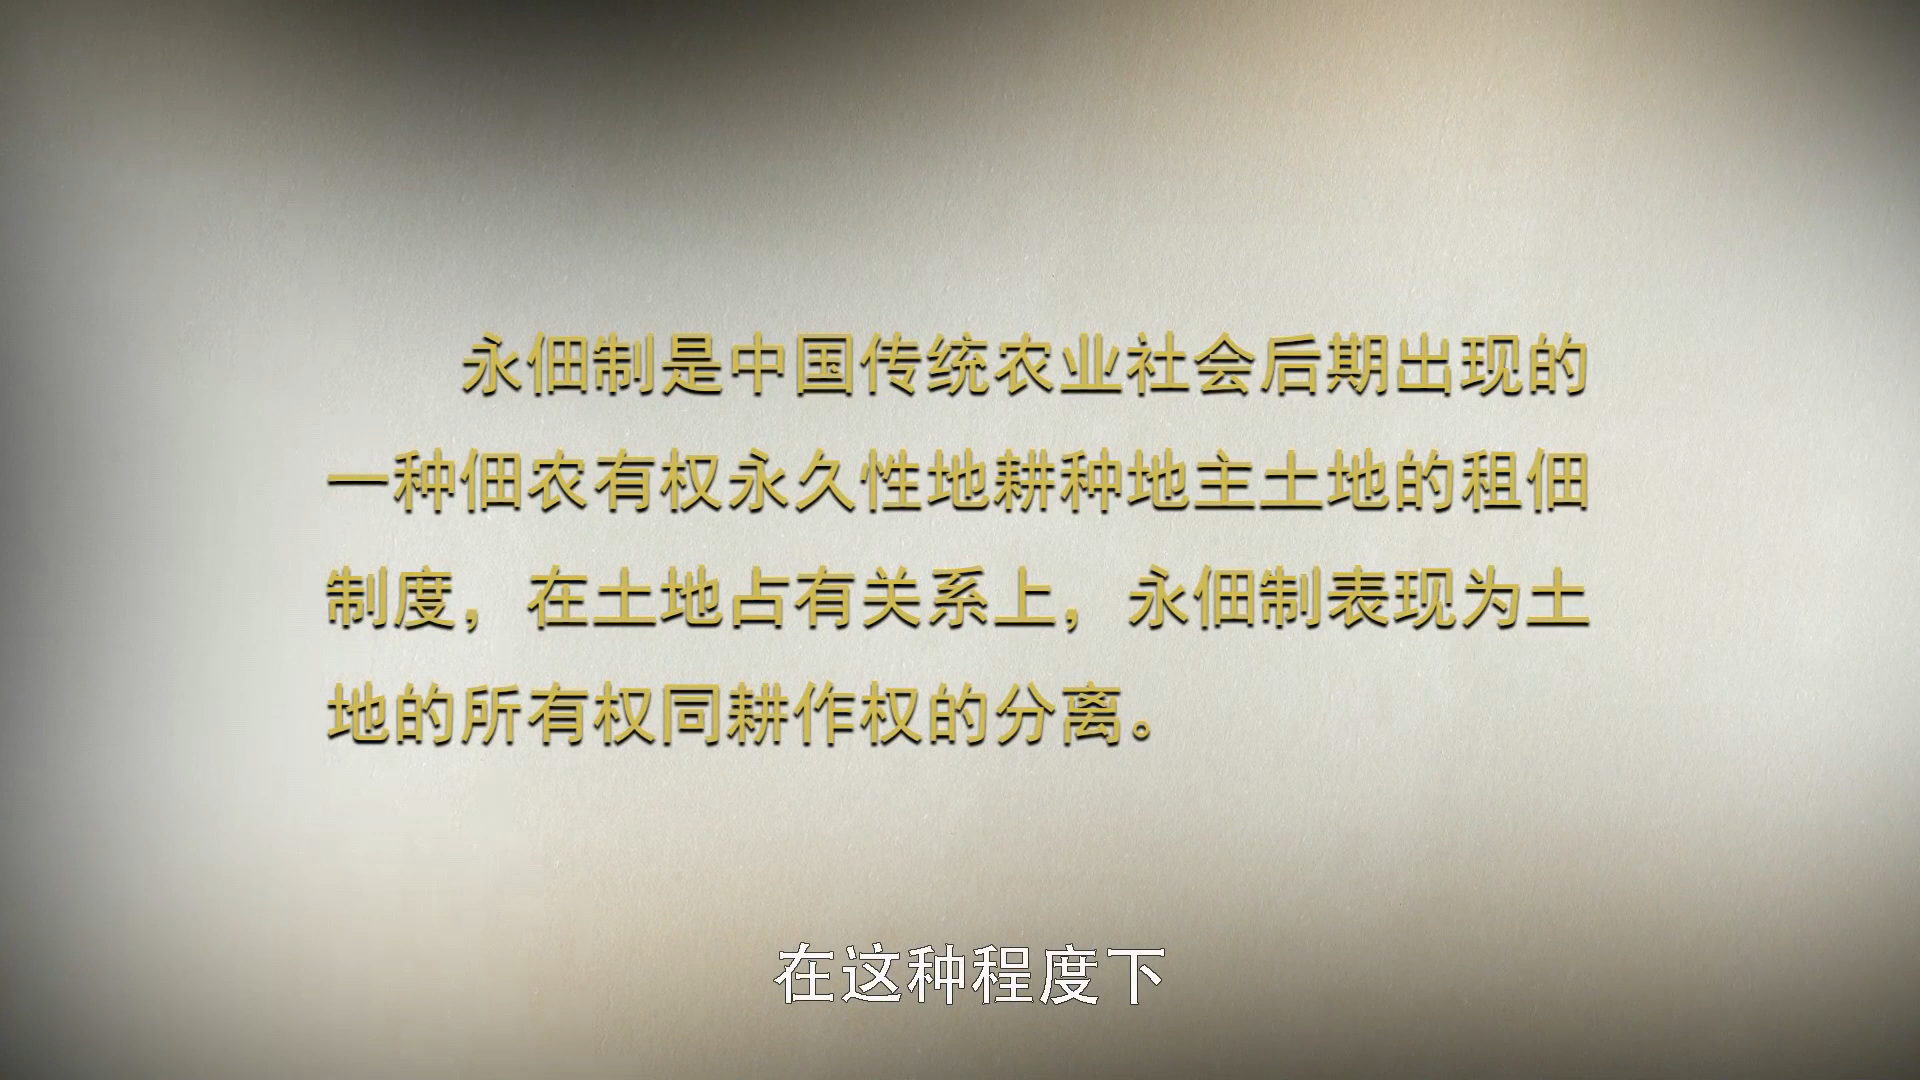 永佃制是中国传统农业社会后期出现的
一种佃农有权永久性地耕种地主土地的租佃
制度，在土地占有关系上，永佃制表现为土
地的所有权同耕作权的分离。
在这种程度下